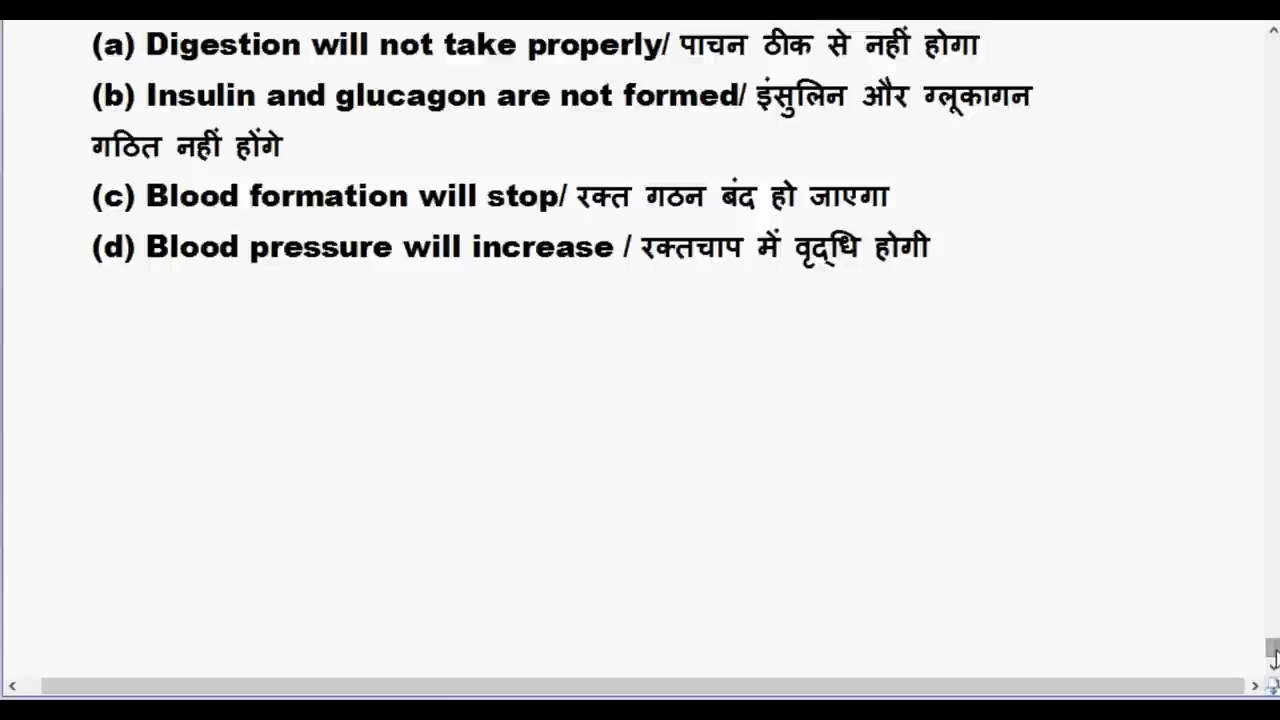 (a) Digestion will not take properly/ पाचन ठीक से नहीं होगा
(b) Insulin and glucagon are not formed/ इंसुलिन और ग्लूकागन
गठित नहीं होंगे
(c) Blood formation will stop/ रक्त गठन बंद हो जाएगा
(d) Blood pressure will increase / रक्तचाप में वृद्धि होगी